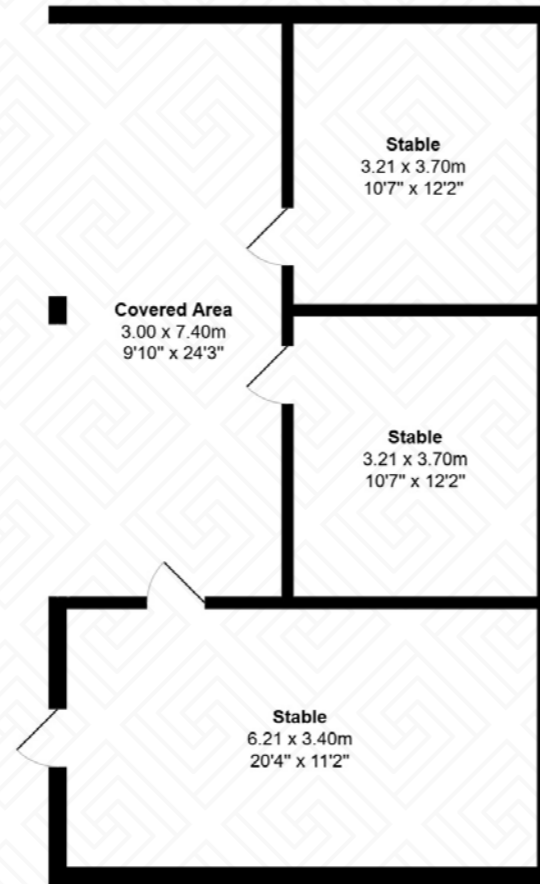 Stable
3.21 x 3.70m
10'7" x 12'2"
Covered Area
3.00 x 7.40m
9'10" x 24'3"
Stable
3.21 x 3.70m
10'7" x 12'2"
Stable
6.21 x 3.40m
20'4" x 11'2"